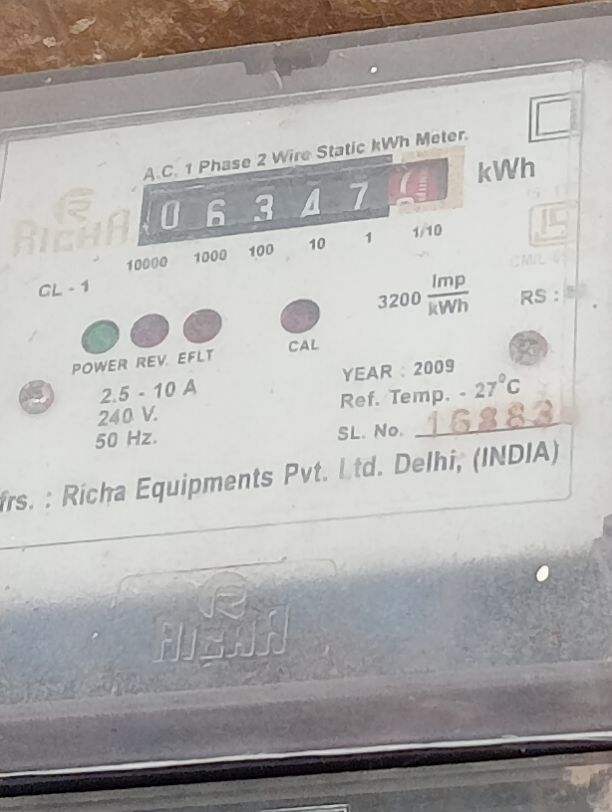 A.C. 1 Phase 2 Wire Static kWh Meter.
RICHA
0 6 3 4 7 7 kWh
10000 1000 100 10 1 1/10
CL - 1
3200 Imp/kWh
RS :
POWER REV. EFLT
CAL
2.5 - 10 A
240 V.
50 Hz.
YEAR : 2009
Ref. Temp. - 27°C
SL. No. 16883
frs. : Richa Equipments Pvt. Ltd. Delhi, (INDIA)
RICHA